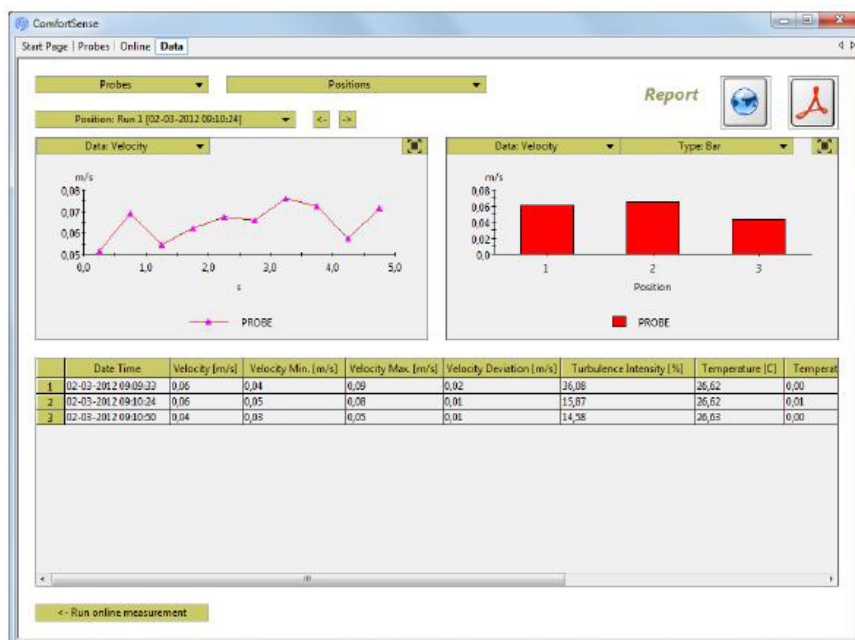 ComfortSense
Start Page | Probes | Online | Data
Probes Positions
Report
Position: Run 1 [02-03-2012 09:10:24] <- ->
Data: Velocity
m/s
0,08
0,07
0,06
0,05
0,0 1,0 2,0 3,0 4,0 5,0
s
PROBE
Data: Velocity Type: Bar
m/s
0,08
0,06
0,04
0,02
0,0
1 2 3
Position
PROBE
Date Time Velocity [m/s] Velocity Min. [m/s] Velocity Max. [m/s] Velocity Deviation [m/s] Turbulence Intensity [%] Temperature [C] Temperat
1 02-03-2012 09:09:33 0,06 0,04 0,09 0,02 36,08 26,62 0,00
2 02-03-2012 09:10:24 0,06 0,05 0,08 0,01 15,87 26,62 0,01
3 02-03-2012 09:10:50 0,04 0,03 0,05 0,01 14,58 26,63 0,00
<- Run online measurement